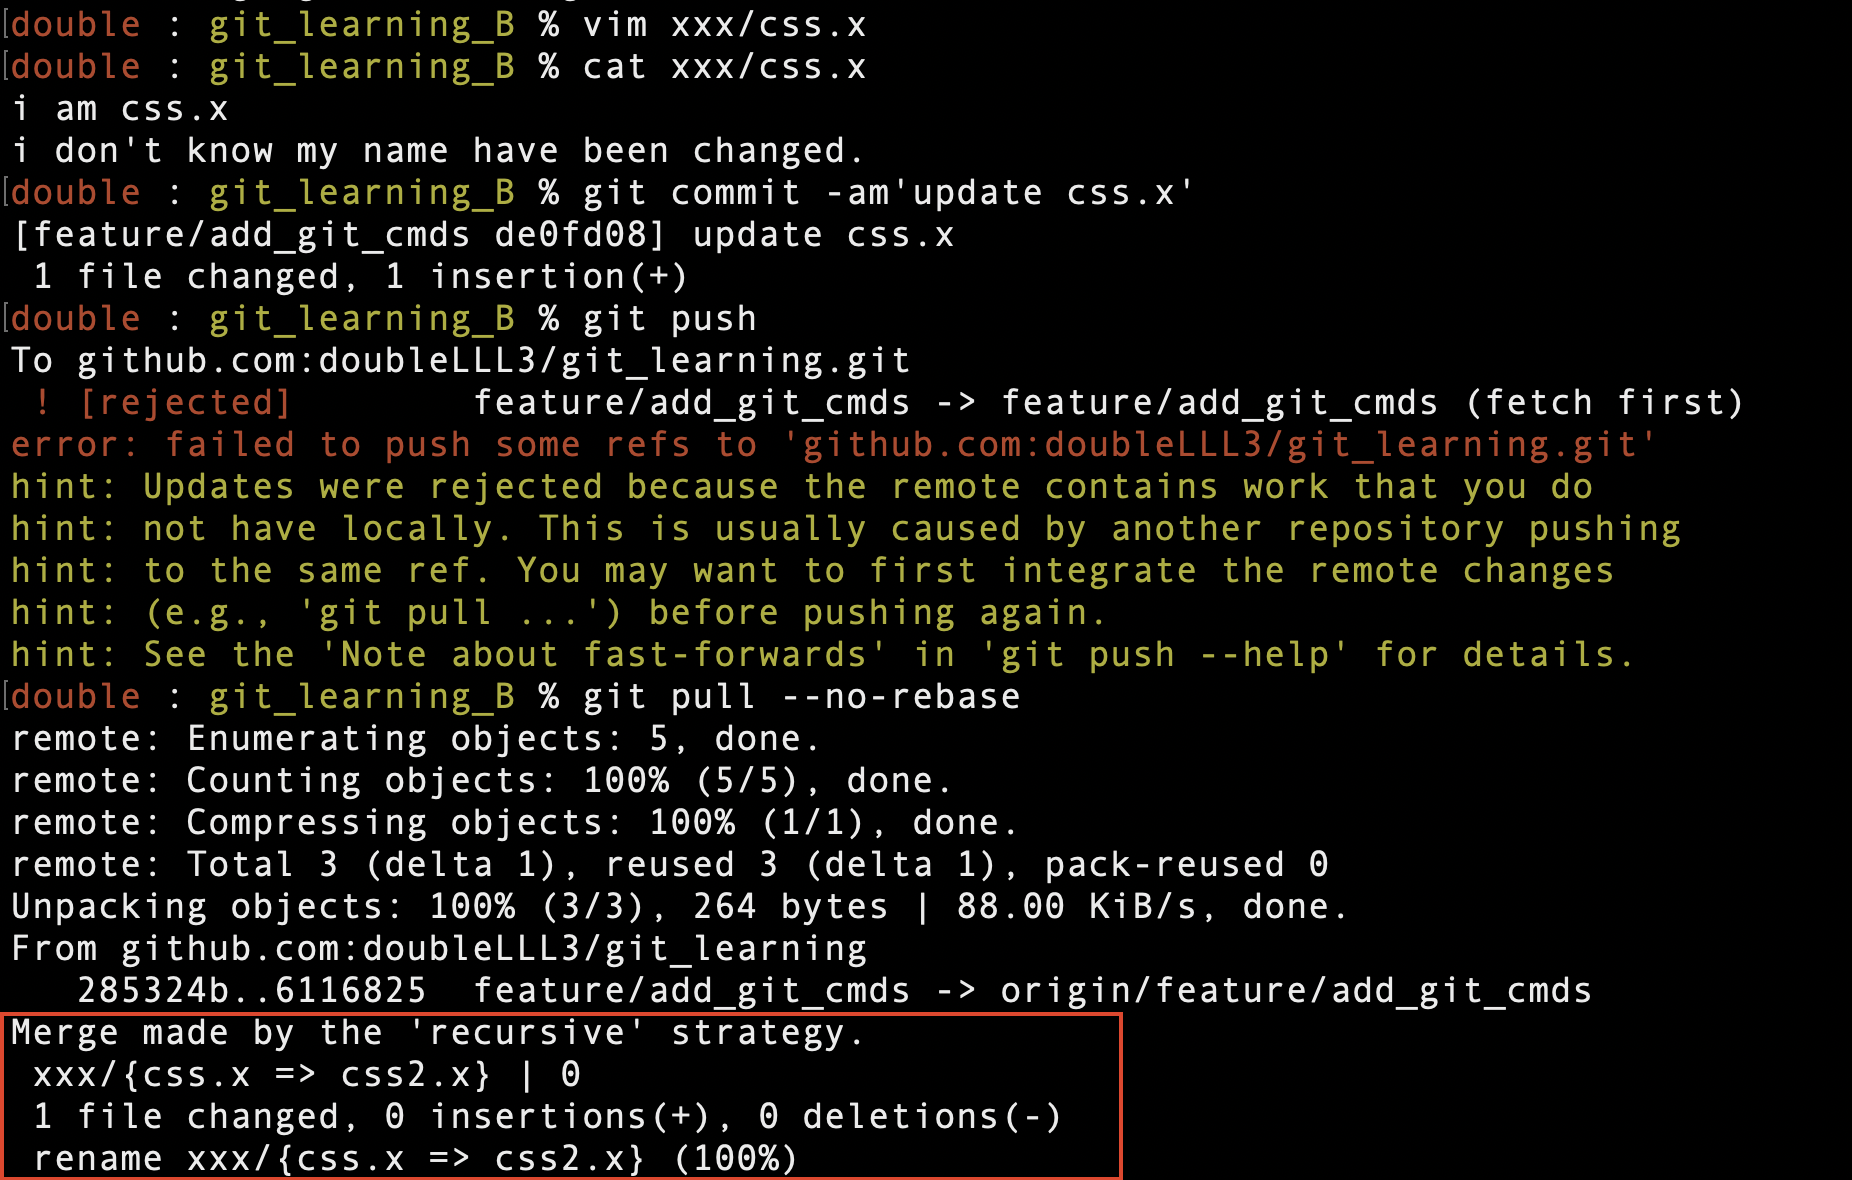 [double : git_learning_B % vim xxx/css.x
[double : git_learning_B % cat xxx/css.x
i am css.x
i don't know my name have been changed.
[double : git_learning_B % git commit -am'update css.x'
[feature/add_git_cmds de0fd08] update css.x
 1 file changed, 1 insertion(+)
[double : git_learning_B % git push
To github.com:doubleLLL3/git_learning.git
 ! [rejected]        feature/add_git_cmds -> feature/add_git_cmds (fetch first)
error: failed to push some refs to 'github.com:doubleLLL3/git_learning.git'
hint: Updates were rejected because the remote contains work that you do
hint: not have locally. This is usually caused by another repository pushing
hint: to the same ref. You may want to first integrate the remote changes
hint: (e.g., 'git pull ...') before pushing again.
hint: See the 'Note about fast-forwards' in 'git push --help' for details.
[double : git_learning_B % git pull --no-rebase
remote: Enumerating objects: 5, done.
remote: Counting objects: 100% (5/5), done.
remote: Compressing objects: 100% (1/1), done.
remote: Total 3 (delta 1), reused 3 (delta 1), pack-reused 0
Unpacking objects: 100% (3/3), 264 bytes | 88.00 KiB/s, done.
From github.com:doubleLLL3/git_learning
   285324b..6116825  feature/add_git_cmds -> origin/feature/add_git_cmds
Merge made by the 'recursive' strategy.
 xxx/{css.x => css2.x} | 0
 1 file changed, 0 insertions(+), 0 deletions(-)
 rename xxx/{css.x => css2.x} (100%)